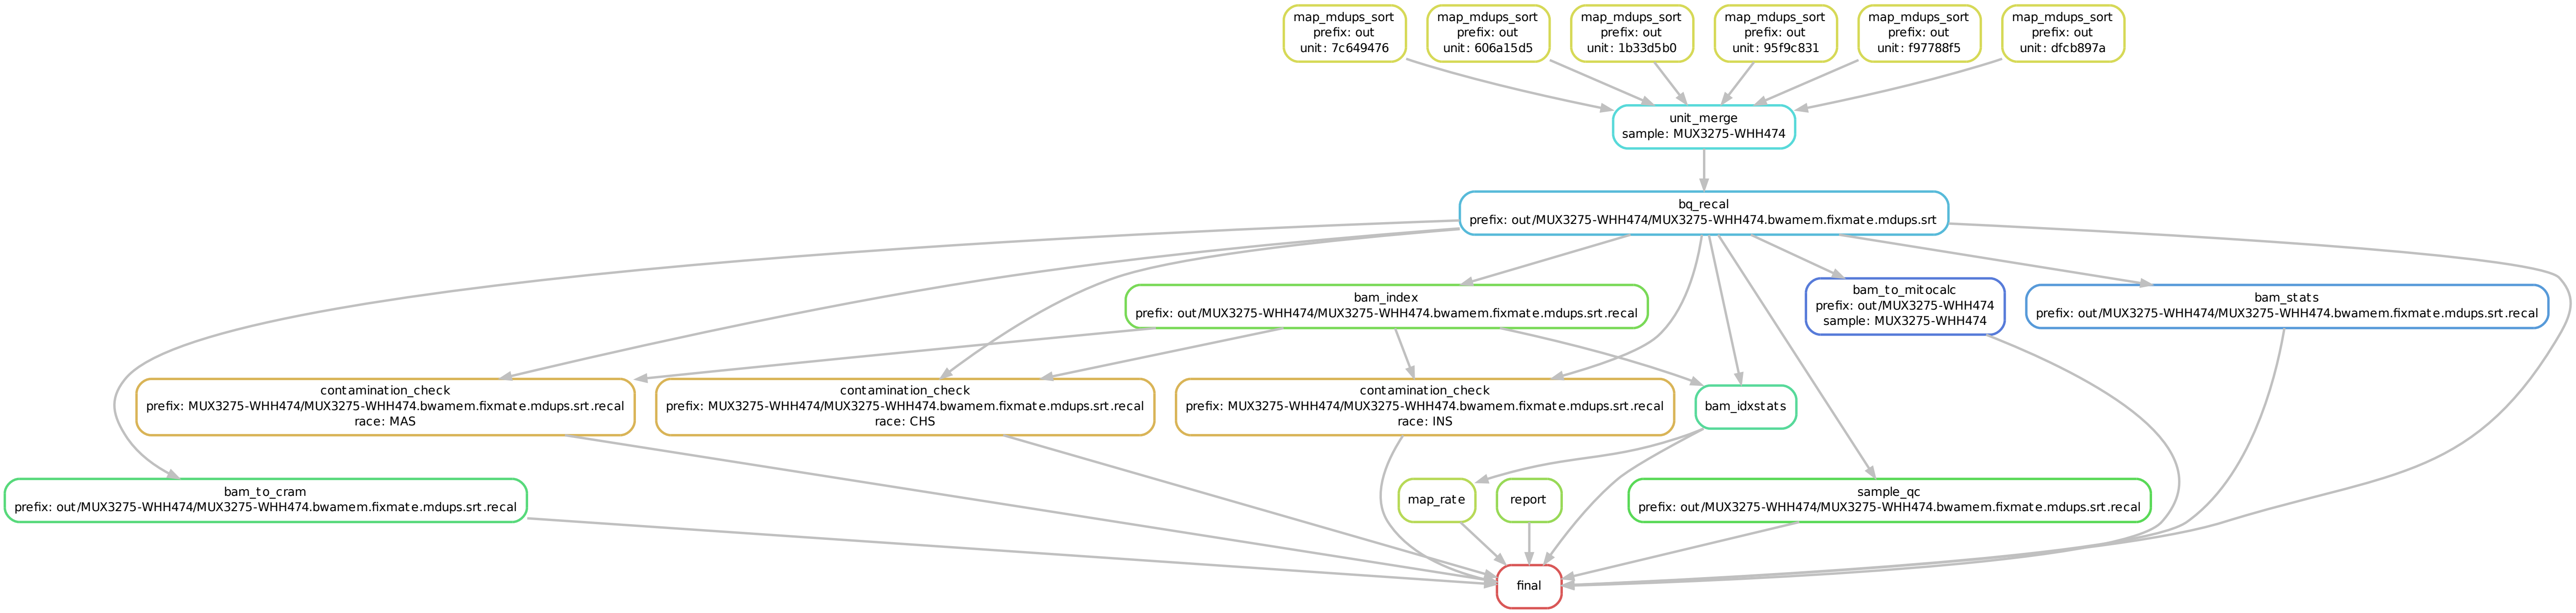 map_mdups_sort
prefix: out
unit: 7c649476
map_mdups_sort
prefix: out
unit: 606a15d5
map_mdups_sort
prefix: out
unit: 1b33d5b0
map_mdups_sort
prefix: out
unit: 95f9c831
map_mdups_sort
prefix: out
unit: f97788f5
map_mdups_sort
prefix: out
unit: dfcb897a
unit_merge
sample: MUX3275-WHH474
bq_recal
prefix: out/MUX3275-WHH474/MUX3275-WHH474.bwamem.fixmate.mdups.srt
bam_index
prefix: out/MUX3275-WHH474/MUX3275-WHH474.bwamem.fixmate.mdups.srt.recal
bam_to_mitocalc
prefix: out/MUX3275-WHH474
sample: MUX3275-WHH474
bam_stats
prefix: out/MUX3275-WHH474/MUX3275-WHH474.bwamem.fixmate.mdups.srt.recal
contamination_check
prefix: MUX3275-WHH474/MUX3275-WHH474.bwamem.fixmate.mdups.srt.recal
race: MAS
contamination_check
prefix: MUX3275-WHH474/MUX3275-WHH474.bwamem.fixmate.mdups.srt.recal
race: CHS
contamination_check
prefix: MUX3275-WHH474/MUX3275-WHH474.bwamem.fixmate.mdups.srt.recal
race: INS
bam_idxstats
bam_to_cram
prefix: out/MUX3275-WHH474/MUX3275-WHH474.bwamem.fixmate.mdups.srt.recal
map_rate
report
sample_qc
prefix: out/MUX3275-WHH474/MUX3275-WHH474.bwamem.fixmate.mdups.srt.recal
final